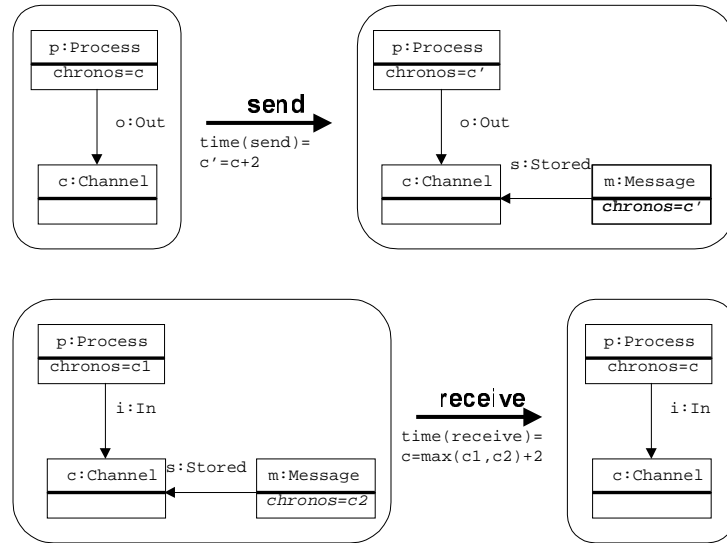 p:Process
chronos=c
o:Out
c:Channel
send
time(send)=
c'=c+2
p:Process
chronos=c'
o:Out
s:Stored
c:Channel
m:Message
chronos=c'
p:Process
chronos=c1
i:In
c:Channel
s:Stored
m:Message
chronos=c2
receive
time(receive)=
c=max(c1,c2)+2
p:Process
chronos=c
i:In
c:Channel